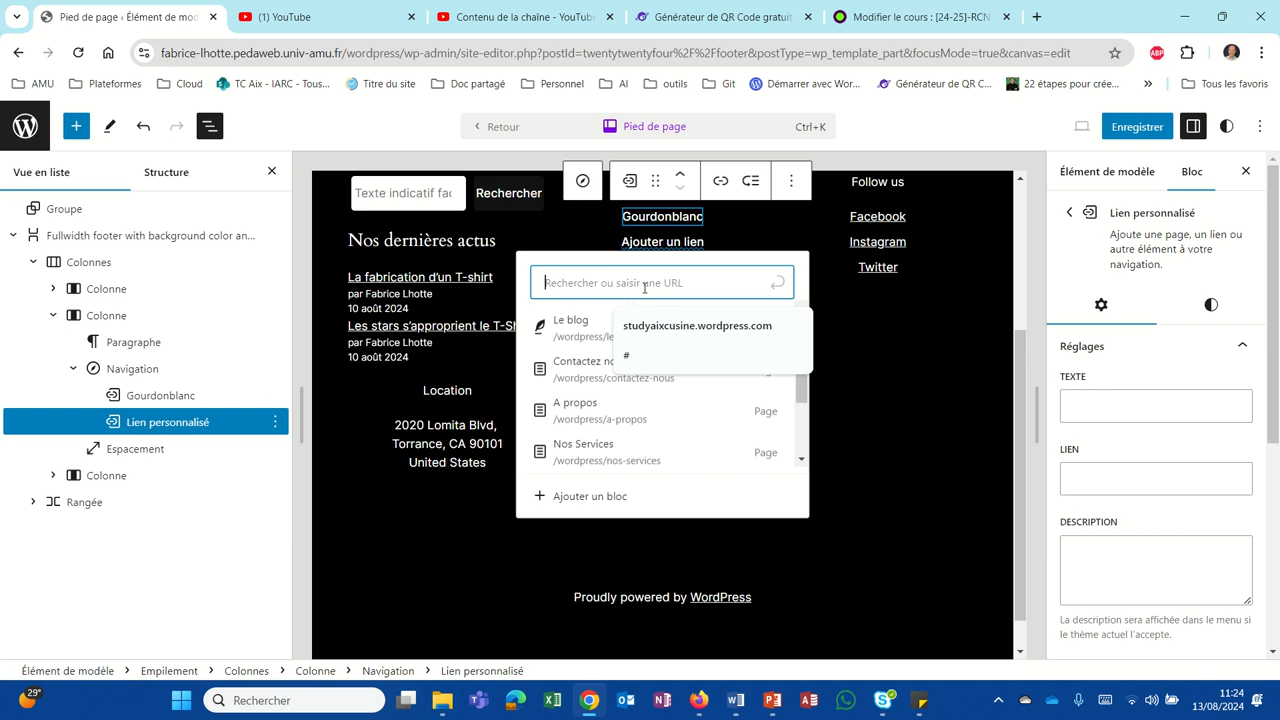 Pied de page ‹ Élément de mod
(1) YouTube
Contenu de la chaîne - YouTube
Générateur de QR Code gratuit
Modifier le cours : [24-25]-RCN
fabrice-lhotte.pedaweb.univ-amu.fr/wordpress/wp-admin/site-editor.php?postId=twentytwentyfour%2F%2Ffooter&postType=wp_template_part&focusMode=true&canvas=edit
ABP
AMU
Plateformes
Cloud
TC Aix - IARC - Tous...
Titre du site
Doc partagé
Personnel
AI
outils
Git
Démarrer avec Wor...
Générateur de QR C...
22 étapes pour crée...
»
Tous les favoris
Retour
Pied de page
Ctrl+K
Enregistrer
Vue en liste
Structure
Groupe
Fullwidth footer with background color an...
Colonnes
Colonne
Colonne
Paragraphe
Navigation
Gourdonblanc
Lien personnalisé
Espacement
Colonne
Rangée
Texte indicatif fac
Rechercher
Nos dernières actus
La fabrication d'un T-shirt
par Fabrice Lhotte
10 août 2024
Les stars s'approprient le T-Sh
par Fabrice Lhotte
10 août 2024
Location
2020 Lomita Blvd,
Torrance, CA 90101
United States
Gourdonblanc
Ajouter un lien
Rechercher ou saisir une URL
Le blog
/wordpress/le
studyaixcusine.wordpress.com
#
Contactez no
/wordpress/contactez-nous
A propos
/wordpress/a-propos
Page
Nos Services
/wordpress/nos-services
Page
Ajouter un bloc
Follow us
Facebook
Instagram
Twitter
Proudly powered by WordPress
Élément de modèle
Bloc
Lien personnalisé
Ajoute une page, un lien ou
autre élément à votre
navigation.
Réglages
TEXTE
LIEN
DESCRIPTION
La description sera affichée dans le menu si
le thème actuel l'accepte.
Élément de modèle
Empilement
Colonnes
Colonne
Navigation
Lien personnalisé
29°
Rechercher
11:24
13/08/2024